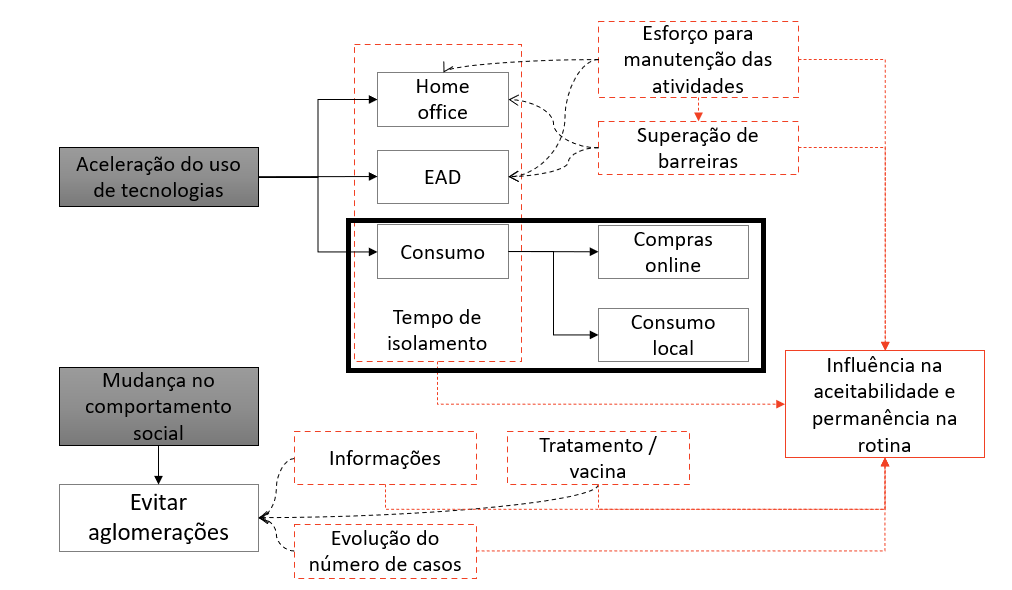 Esforço para
manutenção das
atividades
Home
office
Superação de
barreiras
Aceleração do uso
de tecnologias
EAD
Consumo
Compras
online
Tempo de
isolamento
Consumo
local
Mudança no
comportamento
social
Influência na
aceitabilidade e
permanência na
rotina
Informações
Tratamento /
vacina
Evitar
aglomerações
Evolução do
número de casos